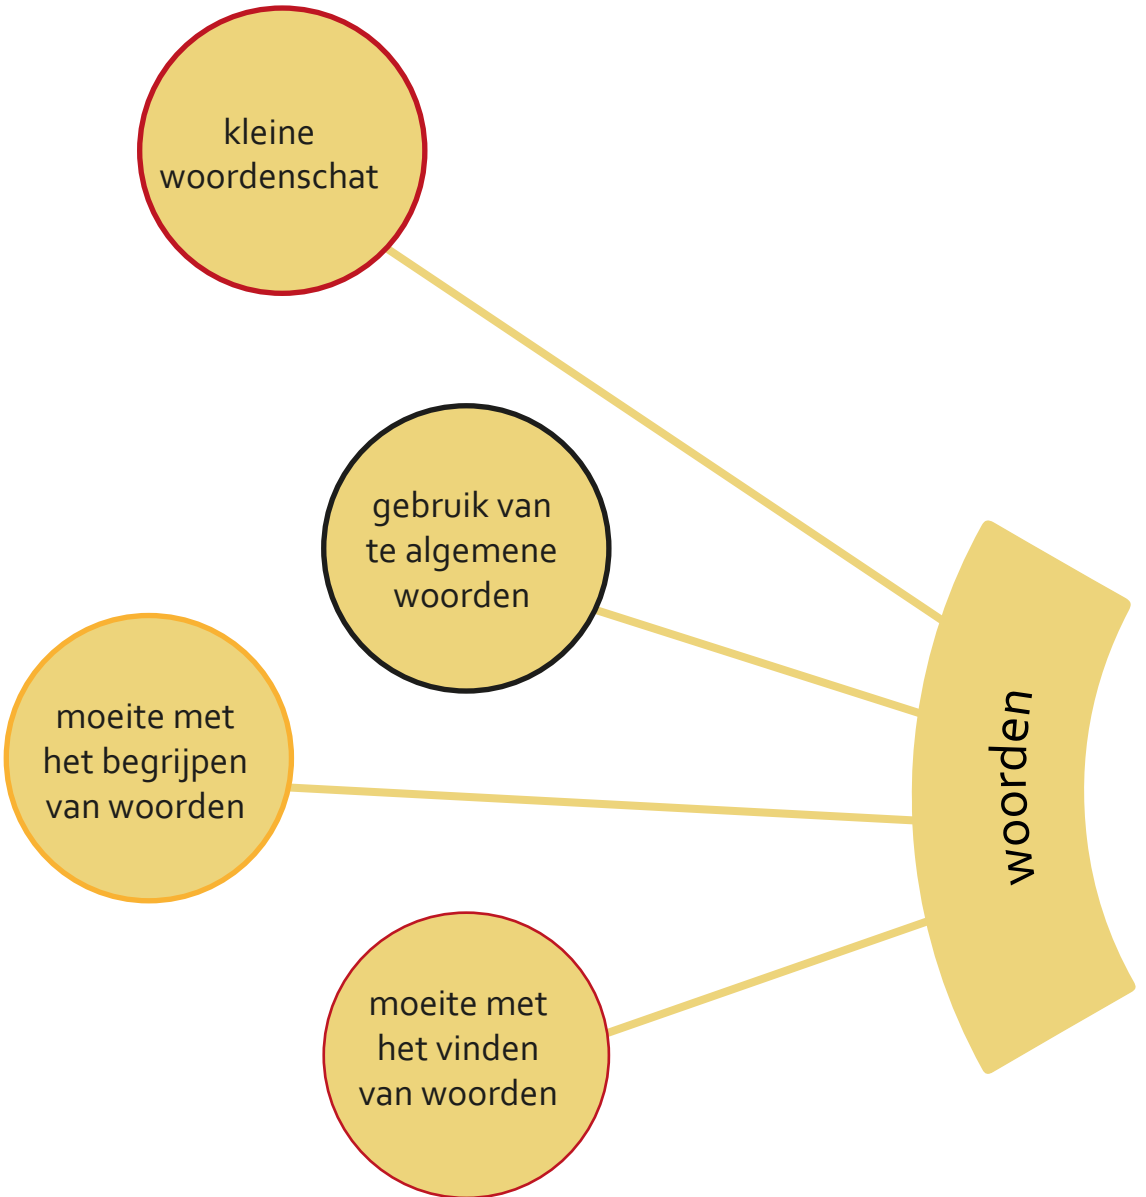 kleine
woordenschat
gebruik van
te algemene
woorden
moeite met
het begrijpen
van woorden
woorden
moeite met
het vinden
van woorden